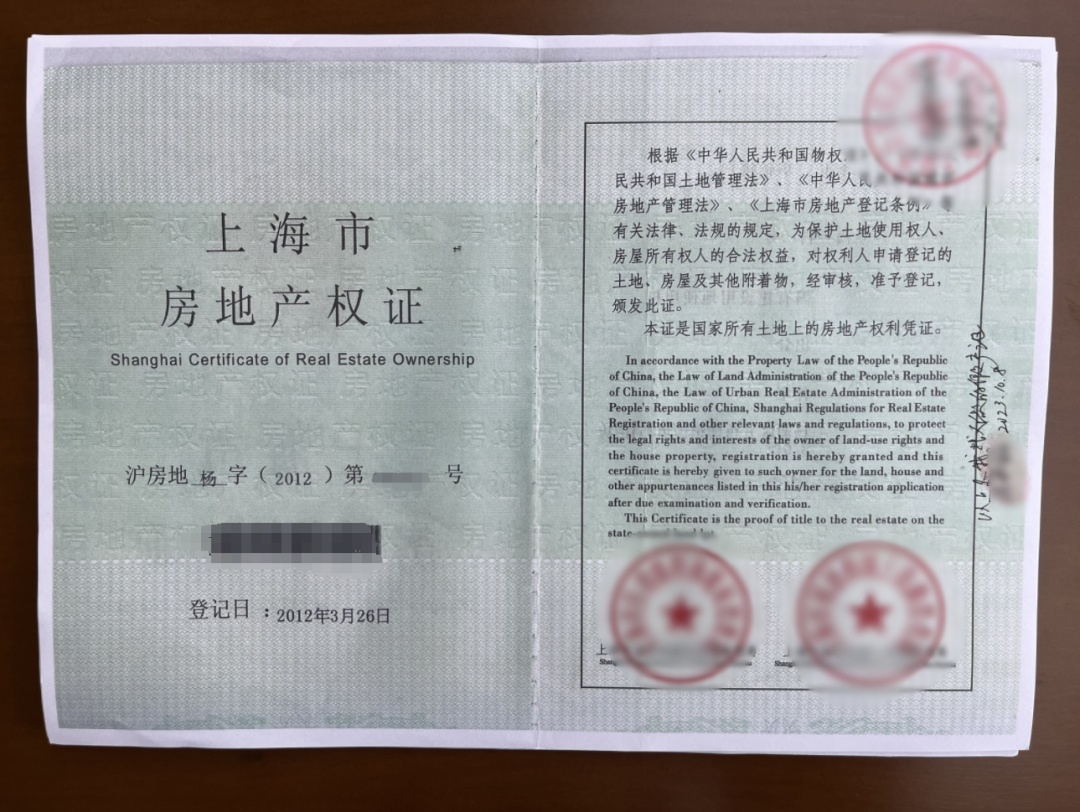 上海市
房地产权证
Shanghai Certificate of Real Estate Ownership
沪房地 杨 字（2012）第 号
登记日：2012年3月26日
根据《中华人民共和国物权
民共和国土地管理法》、《中华人民
房地产管理法》、《上海市房地产登记条例》等
有关法律、法规的规定，为保护土地使用权人、
房屋所有权人的合法权益，对权利人申请登记的
土地、房屋及其他附着物，经审核，准予登记，
颁发此证。
本证是国家所有土地上的房地产权利凭证。
In accordance with the Property Law of the People's Republic
of China, the Law of Land Administration of the People's Republic
of China, the Law of Urban Real Estate Administration of the
People's Republic of China, Shanghai Regulations for Real Estate
Registration and other relevant laws and regulations, to protect
the legal rights and interests of the owner of land-use rights and
the house property, registration is hereby granted and this
certificate is hereby given to such owner for the land, house and
other appurtenances listed in this his/her registration application
after due examination and verification.
This Certificate is the proof of title to the real estate on the
state
2023.10.8